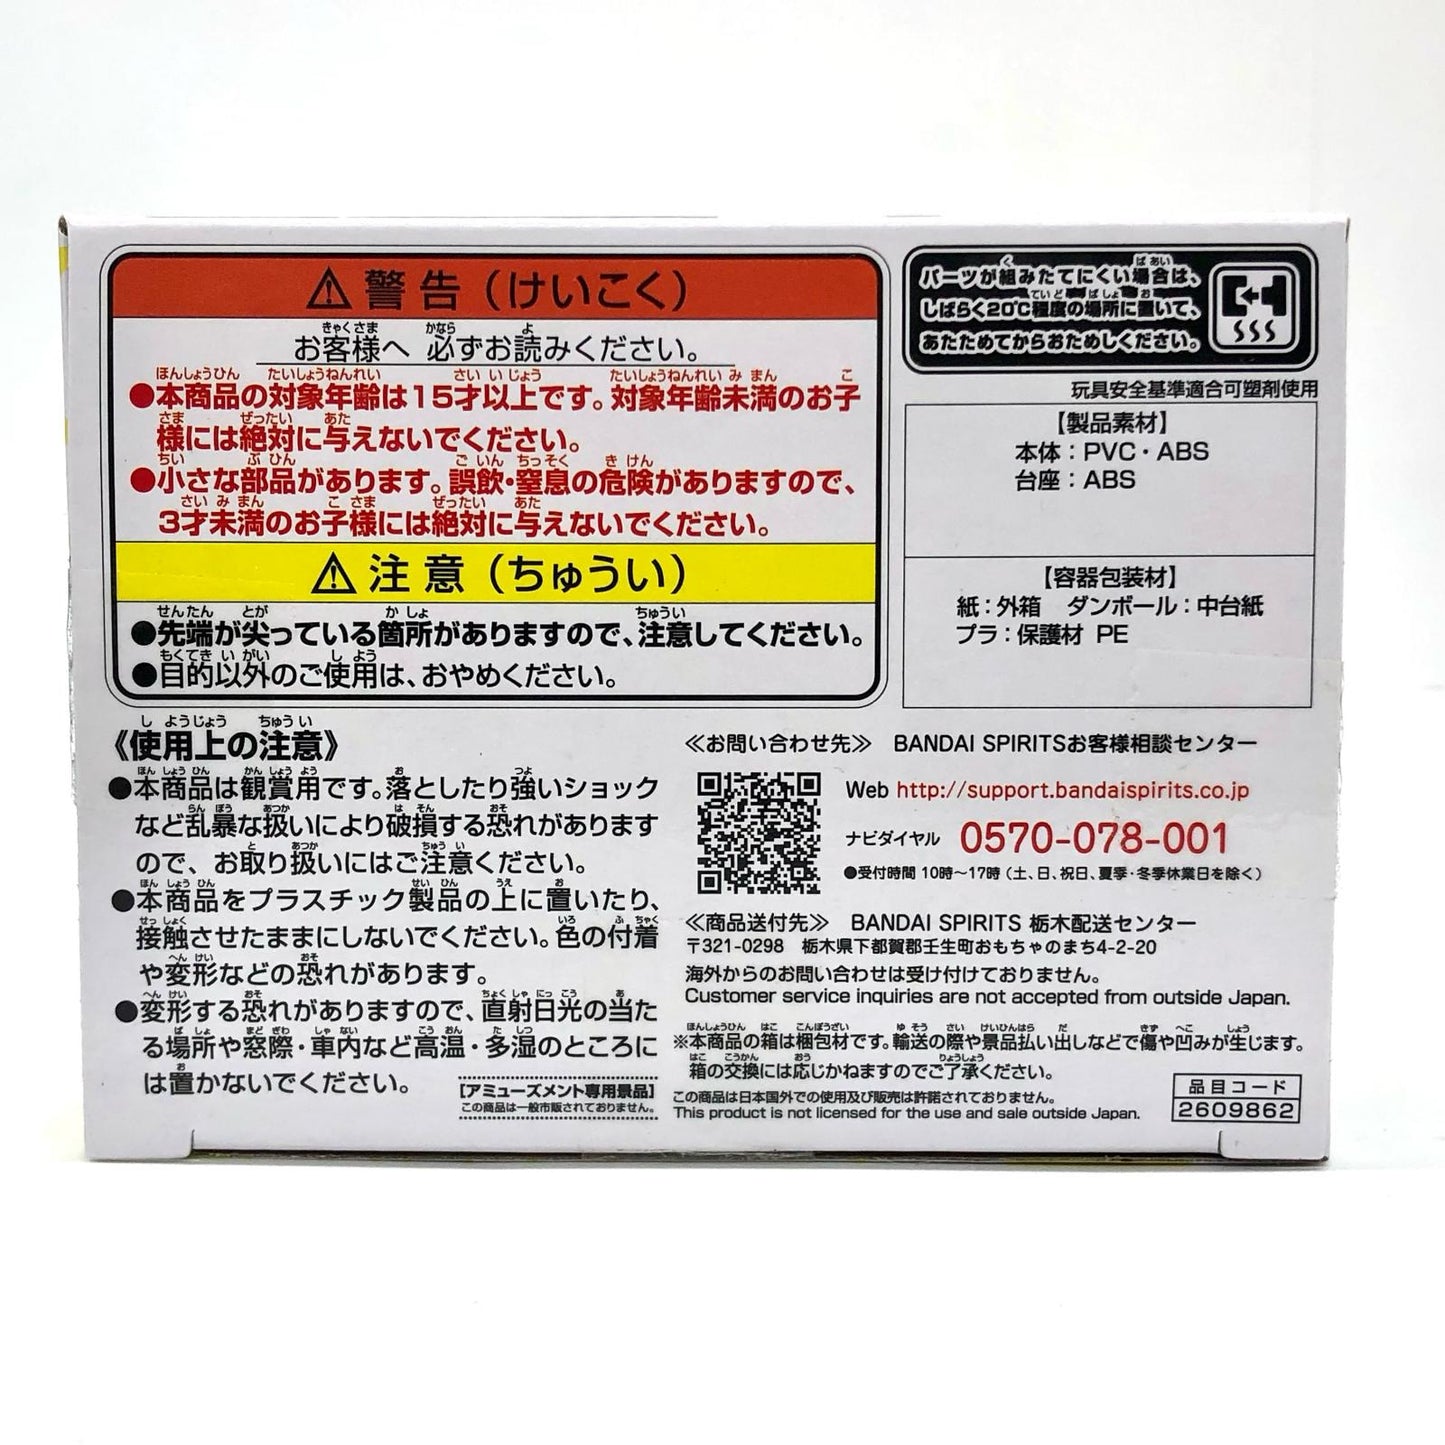 ⚠警告（けいこく）
お客様へ 必ずお読みください。
●本商品の対象年齢は15才以上です。対象年齢未満のお子
様には絶対に与えないでください。
●小さな部品があります。誤飲・窒息の危険がありますので、
3才未満のお子様には絶対に与えないでください。
⚠注意（ちゅうい）
●先端が尖っている箇所がありますので、注意してください。
●目的以外のご使用は、おやめください。
パーツが組みたてにくい場合は、
しばらく20℃程度の場所に置いて、
あたためてからおためしください。
玩具安全基準適合可塑剤使用
【製品素材】
本体：PVC・ABS
台座：ABS
【容器包装材】
紙：外箱 ダンボール：中台紙
プラ：保護材 PE
《使用上の注意》
●本商品は観賞用です。落としたり強いショック
など乱暴な扱いにより破損する恐れがあります
ので、お取り扱いにはご注意ください。
●本商品をプラスチック製品の上に置いたり、
接触させたままにしないでください。色の付着
や変形などの恐れがあります。
●変形する恐れがありますので、直射日光の当た
る場所や窓際・車内など高温・多湿のところに
は置かないでください。
【アミューズメント専用景品】
この商品は一般市販されておりません。
≪お問い合わせ先≫ BANDAI SPIRITSお客様相談センター
Web http://support.bandaispirits.co.jp
ナビダイヤル 0570-078-001
●受付時間 10時～17時（土、日、祝日、夏季・冬季休業日を除く）
≪商品送付先≫ BANDAI SPIRITS 栃木配送センター
〒321-0298 栃木県下都賀郡壬生町おもちゃのまち4-2-20
海外からのお問い合わせは受け付けておりません。
Customer service inquiries are not accepted from outside Japan.
※本商品の箱は梱包材です。輸送の際や景品払い出しなどで傷や凹みが生じます。
箱の交換には応じかねますのでご了承ください。
この商品は日本国外での使用及び販売は許諾されておりません。
This product is not licensed for the use and sale outside Japan.
品目コード
2609862